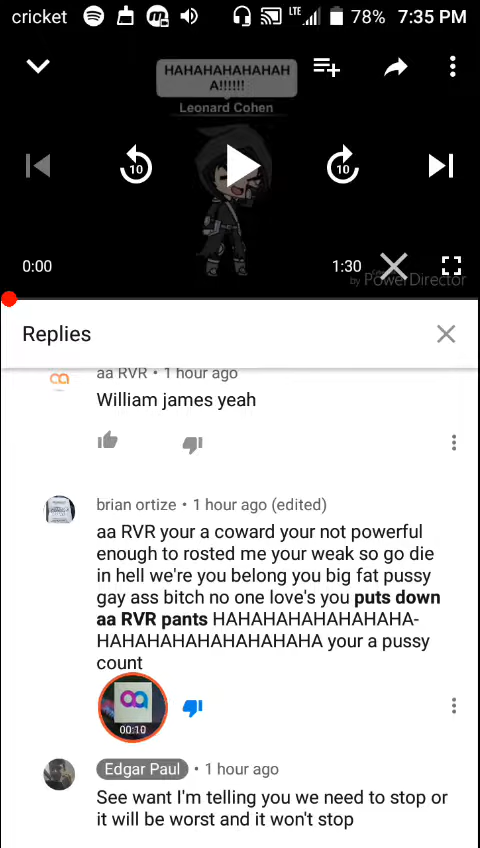 cricket LTE 78% 7:35 PM
HAHAHAHAHAHAH
A!!!!!!
Leonard Cohen
10 10
0:00 1:30
by PowerDirector
Replies
aa RVR • 1 hour ago
William james yeah
brian ortize • 1 hour ago (edited)
aa RVR your a coward your not powerful
enough to rosted me your weak so go die
in hell we're you belong you big fat pussy
gay ass bitch no one love's you puts down
aa RVR pants HAHAHAHAHAHAHAHA-
HAHAHAHAHAHAHAHAHA your a pussy
count
00:10
Edgar Paul • 1 hour ago
See want I'm telling you we need to stop or
it will be worst and it won't stop